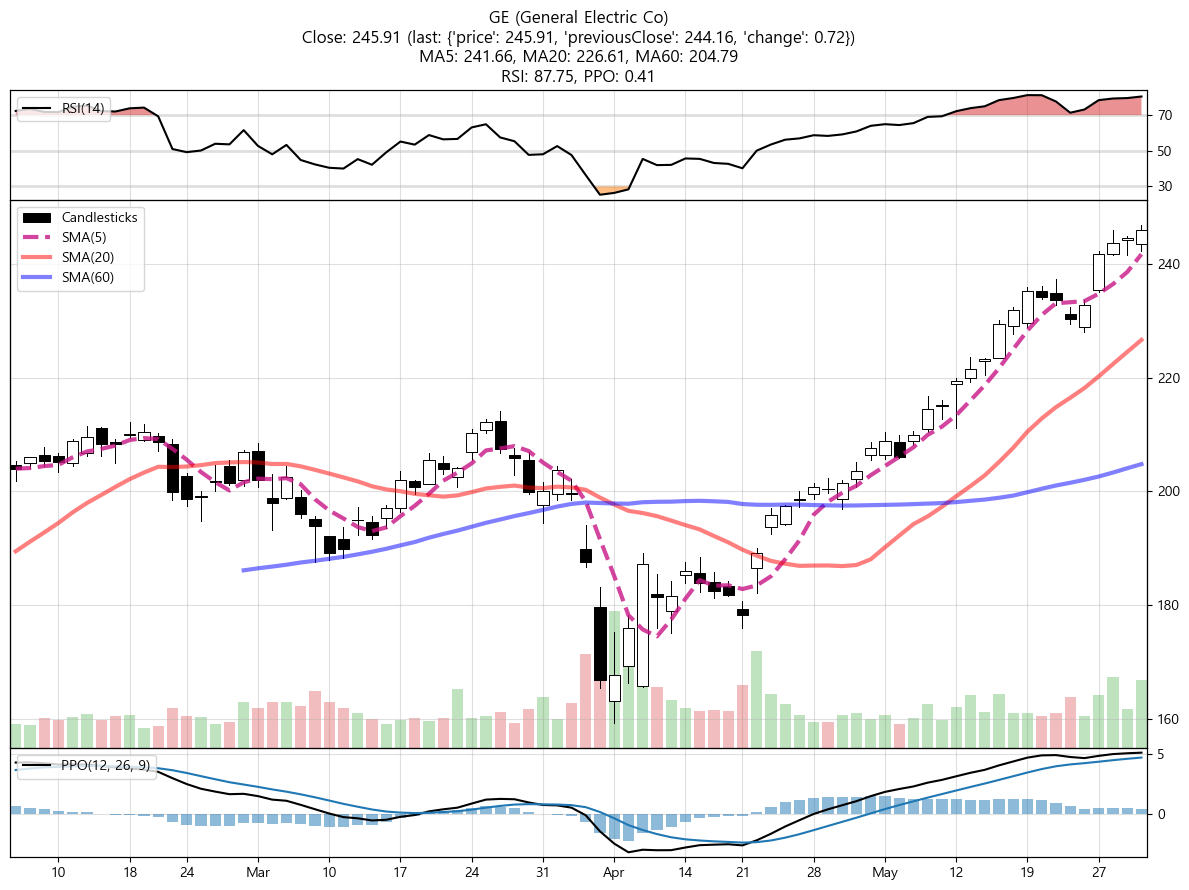 GE (General Electric Co)
Close: 245.91 (last: {'price': 245.91, 'previousClose': 244.16, 'change': 0.72})
MA5: 241.66, MA20: 226.61, MA60: 204.79
RSI: 87.75, PPO: 0.41
RSI(14)
70
50
30
Candlesticks
SMA(5)
SMA(20)
SMA(60)
240
220
200
180
160
PPO(12, 26, 9)
5
0
10 18 24 Mar 10 17 24 31 Apr 14 21 28 May 12 19 27